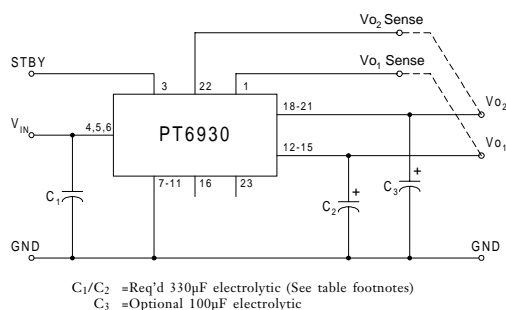 Vo2 Sense
Vo1 Sense
STBY
3
22
1
18-21
Vo2
VIN
4,5,6
PT6930
12-15
Vo1
7-11
16
23
C1
C2
+
C3
+
GND
GND
C1/C2 =Req'd 330µF electrolytic (See table footnotes)
C3 =Optional 100µF electrolytic